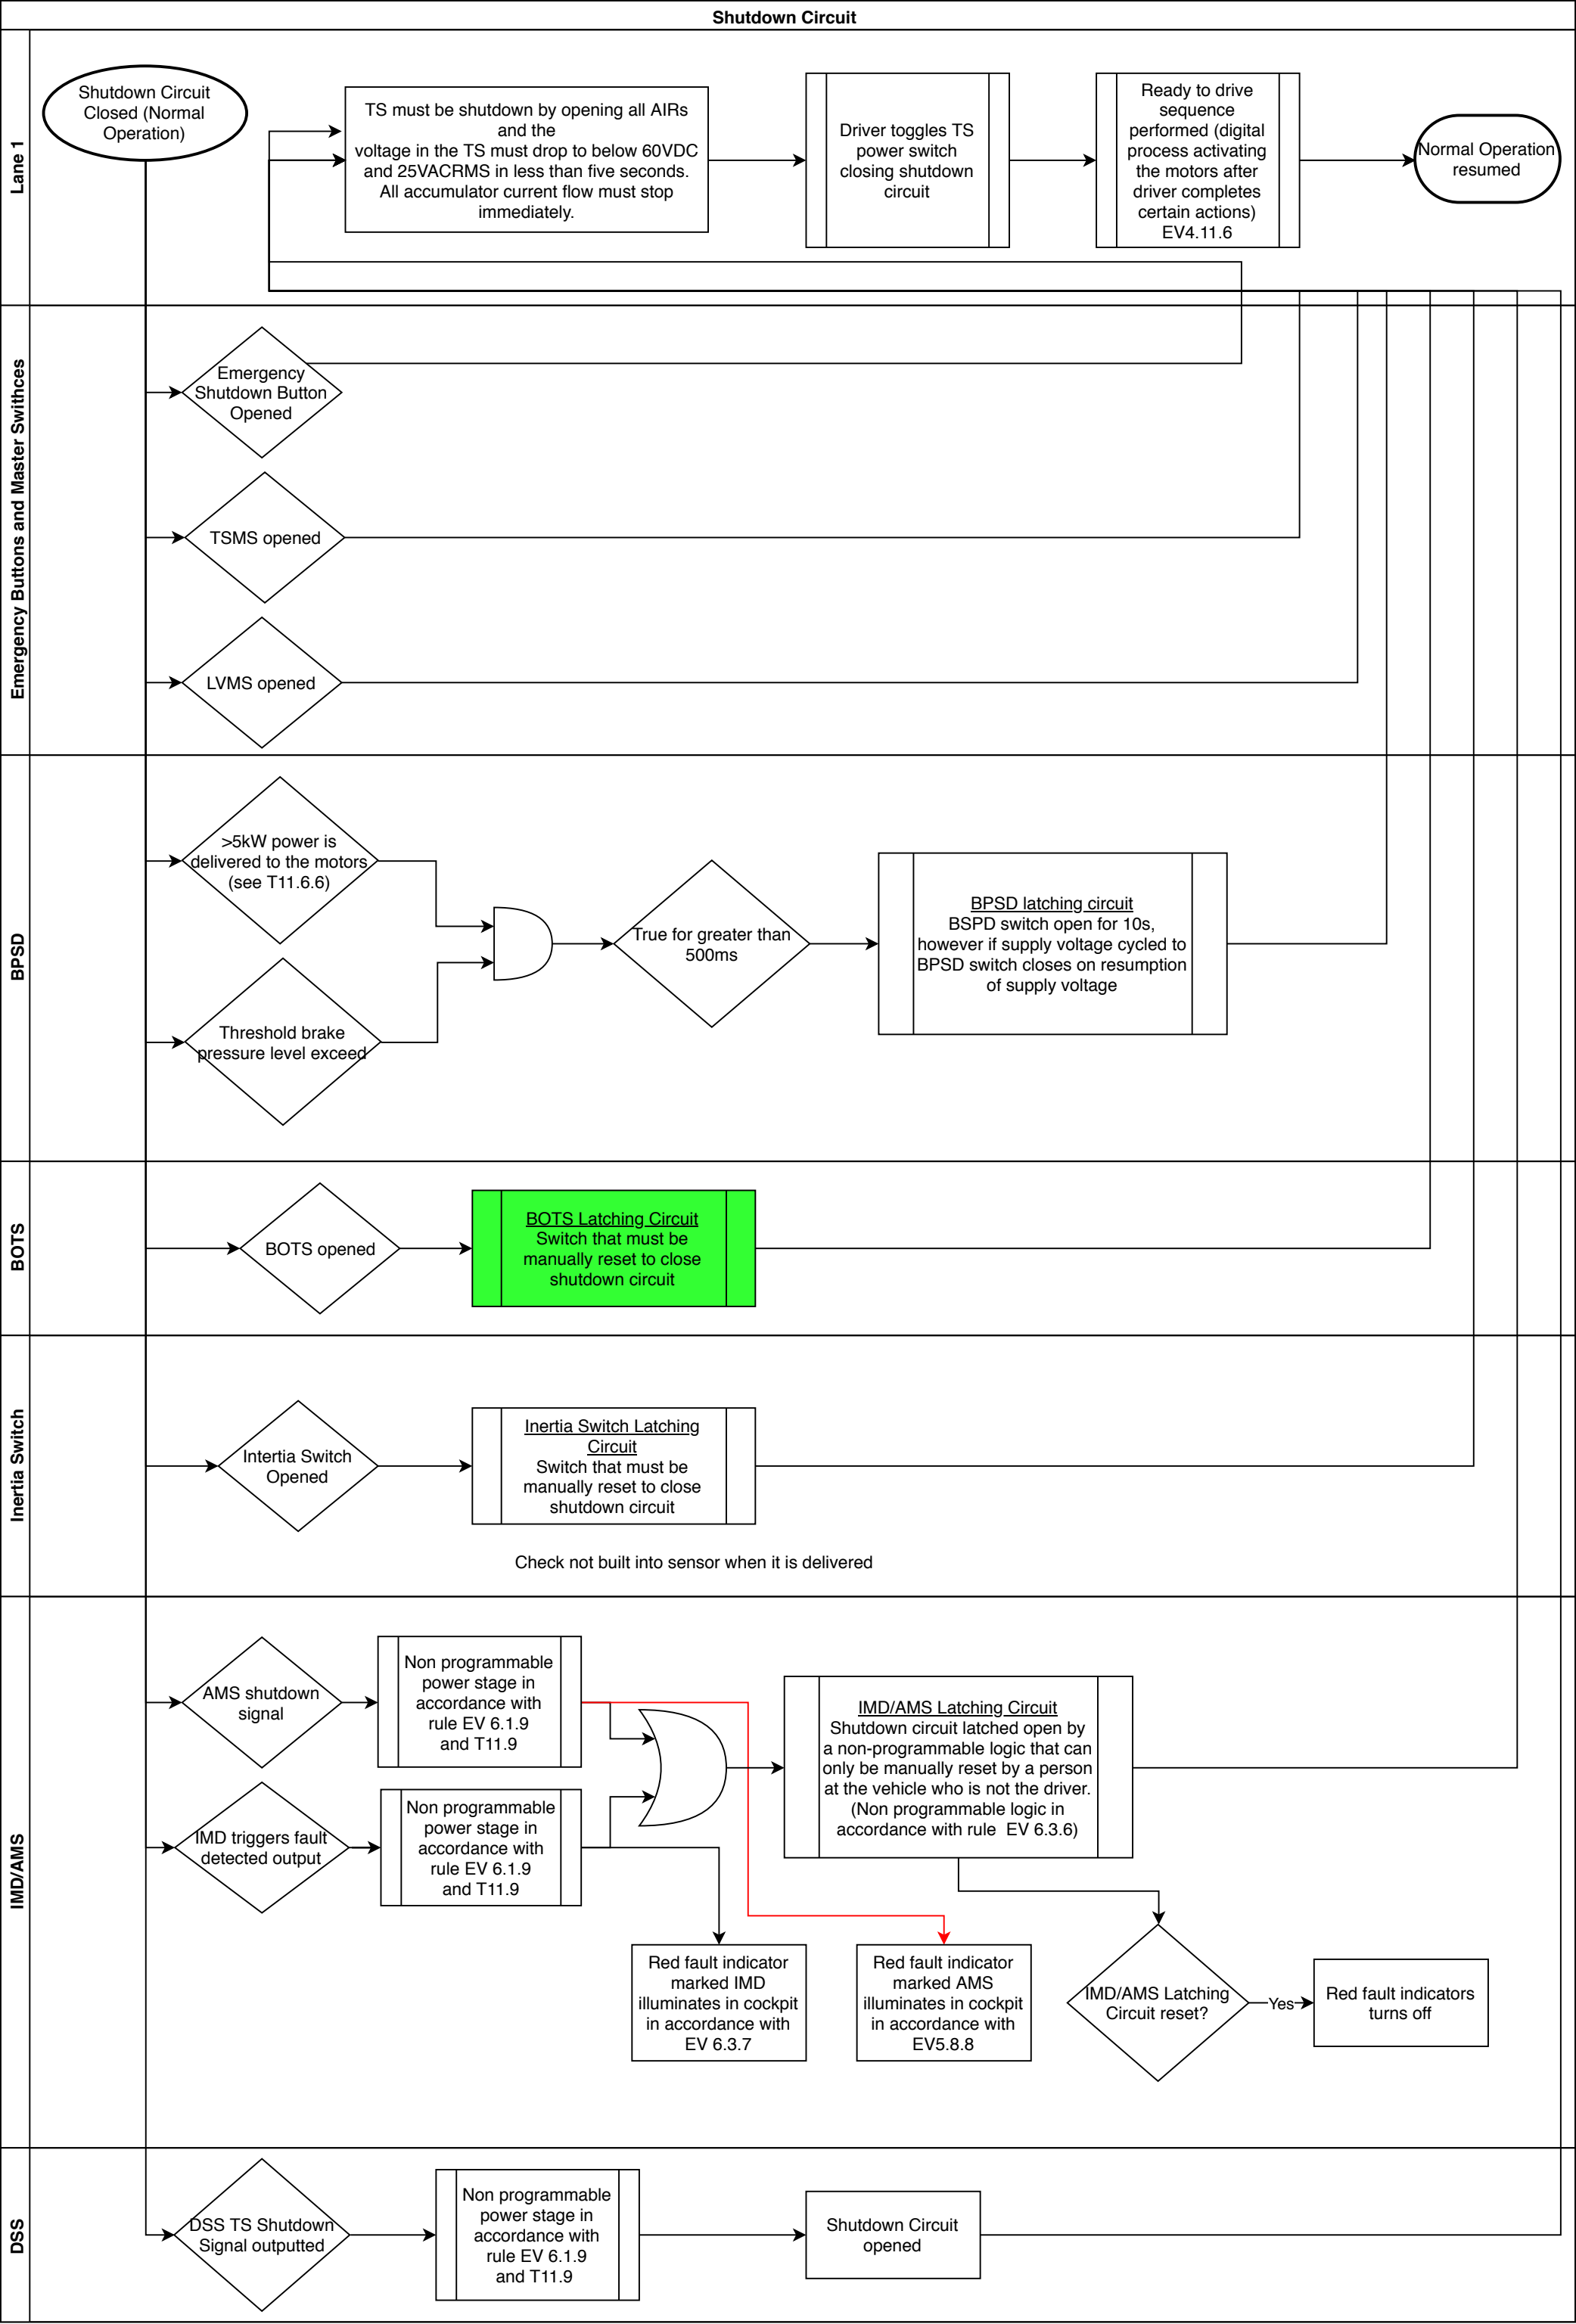 Shutdown Circuit
Lane 1
Shutdown Circuit
Closed (Normal
Operation)
TS must be shutdown by opening all AIRs
and the
voltage in the TS must drop to below 60VDC
and 25VACRMS in less than five seconds.
All accumulator current flow must stop
immediately.
Driver toggles TS
power switch
closing shutdown
circuit
Ready to drive
sequence
performed (digital
process activating
the motors after
driver completes
certain actions)
EV4.11.6
Normal Operation
resumed
Emergency Buttons and Master Swithces
Emergency
Shutdown Button
Opened
TSMS opened
LVMS opened
BPSD
>5kW power is
delivered to the motors
(see T11.6.6)
Threshold brake
pressure level exceed
True for greater than
500ms
BPSD latching circuit
BSPD switch open for 10s,
however if supply voltage cycled to
BPSD switch closes on resumption
of supply voltage
BOTS
BOTS opened
BOTS Latching Circuit
Switch that must be
manually reset to close
shutdown circuit
Inertia Switch
Intertia Switch
Opened
Inertia Switch Latching
Circuit
Switch that must be
manually reset to close
shutdown circuit
Check not built into sensor when it is delivered
IMD/AMS
AMS shutdown
signal
Non programmable
power stage in
accordance with
rule EV 6.1.9
and T11.9
IMD triggers fault
detected output
Non programmable
power stage in
accordance with
rule EV 6.1.9
and T11.9
IMD/AMS Latching Circuit
Shutdown circuit latched open by
a non-programmable logic that can
only be manually reset by a person
at the vehicle who is not the driver.
(Non programmable logic in
accordance with rule EV 6.3.6)
Red fault indicator
marked IMD
illuminates in cockpit
in accordance with
EV 6.3.7
Red fault indicator
marked AMS
illuminates in cockpit
in accordance with
EV5.8.8
IMD/AMS Latching
Circuit reset?
Yes
Red fault indicators
turns off
DSS
DSS TS Shutdown
Signal outputted
Non programmable
power stage in
accordance with
rule EV 6.1.9
and T11.9
Shutdown Circuit
opened